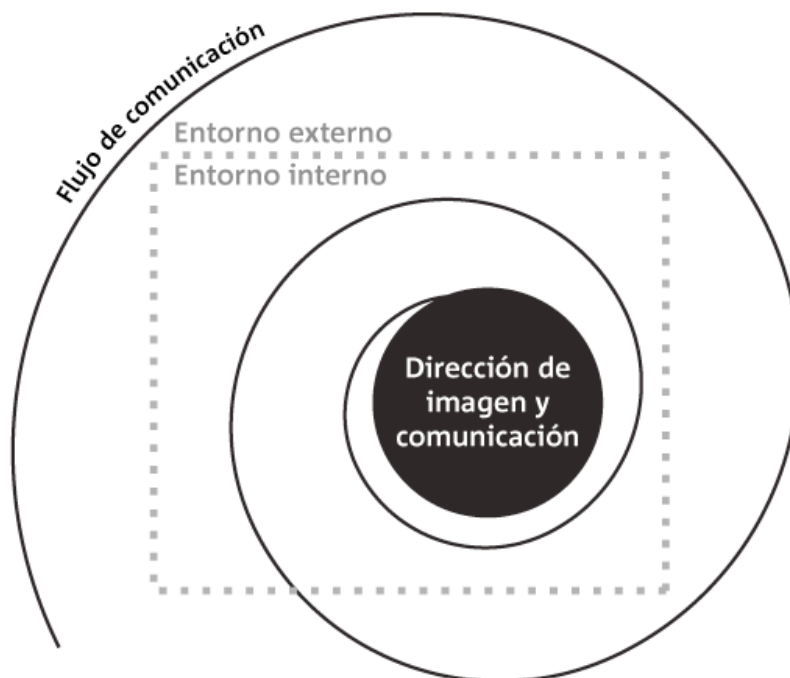 Flujo de comunicación
Entorno externo
Entorno interno
Dirección de
imagen y
comunicación